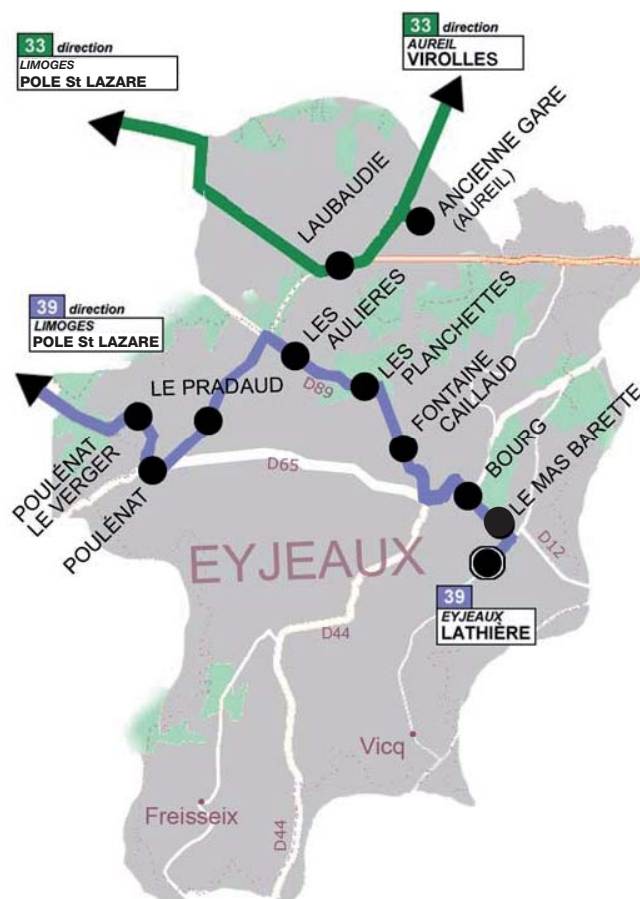 33 direction
LIMOGES
POLE St LAZARE
33 direction
AUREIL
VIROLLES
ANCIENNE GARE
(AUREIL)
LAUBAUDIE
39 direction
LIMOGES
POLE St LAZARE
LES
AULIERES
LES
PLANCHETTES
D89
LE PRADAUD
FONTAINE
CAILLAUD
BOURG
LE MAS BARETTE
POULÉNAT
LE VERGER
POULÉNAT
D65
D12
EYJEAUX
39
EYJEAUX
LATHIÈRE
D44
Vicq
Freisseix
D44